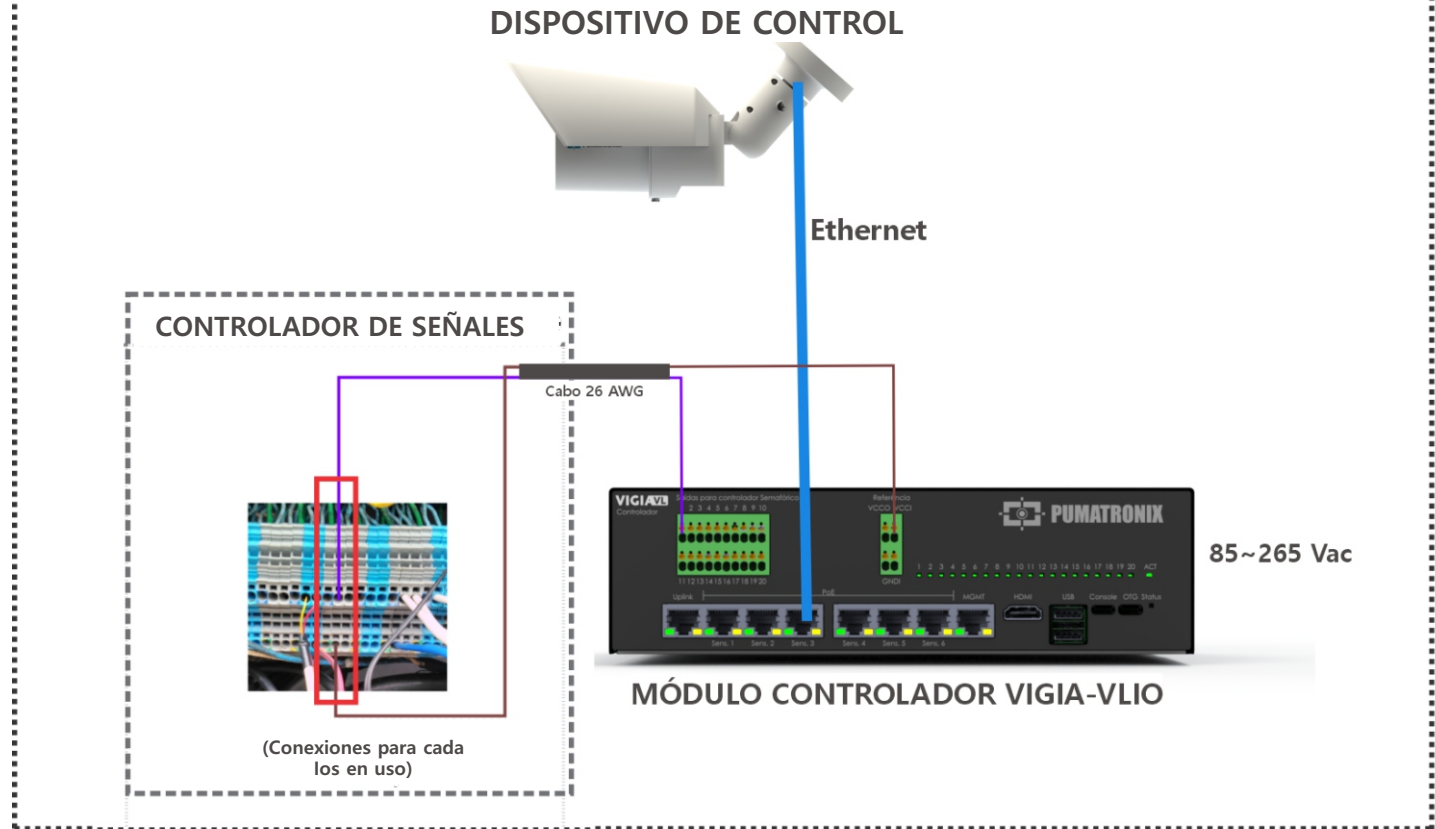 DISPOSITIVO DE CONTROL
Ethernet
CONTROLADOR DE SEÑALES
Cabo 26 AWG
VIGIA VL
Controlador
Saídas para controlador Semafórico
2 3 4 5 6 7 8 9 10
11 12 13 14 15 16 17 18 19 20
Referência
VCCO VCCI
GNDI
PUMATRONIX
1 2 3 4 5 6 7 8 9 10 11 12 13 14 15 16 17 18 19 20 ACT
Uplink PoE MGMT HDMI USB Console OTG Status
Sens. 1 Sens. 2 Sens. 3 Sens. 4 Sens. 5 Sens. 6
85~265 Vac
MÓDULO CONTROLADOR VIGIA-VLIO
(Conexiones para cada
los en uso)